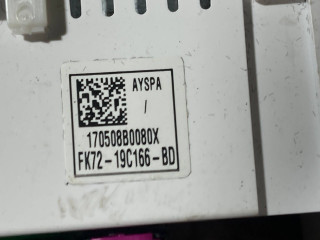 AYSPA
/
170508B0080X
FK72-19C166-BD